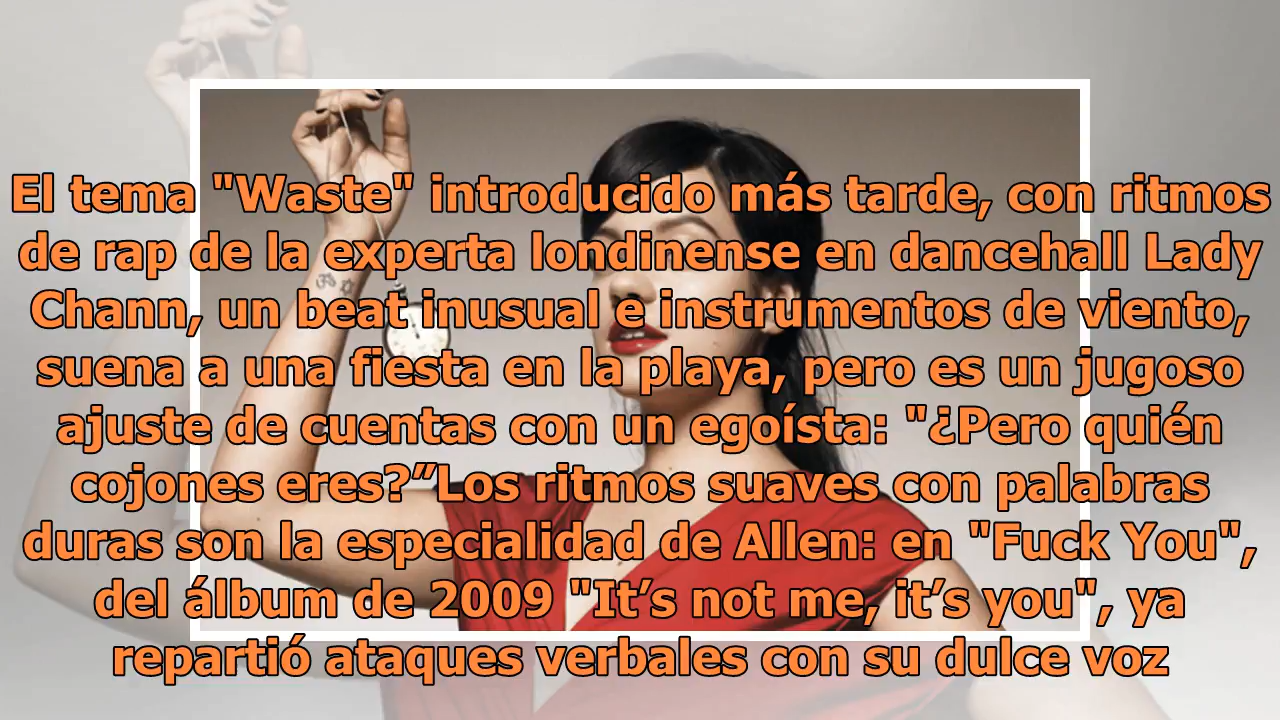 El tema "Waste" introducido más tarde, con ritmos
de rap de la experta londinense en dancehall Lady
Chann, un beat inusual e instrumentos de viento,
suena a una fiesta en la playa, pero es un jugoso
ajuste de cuentas con un egoísta: "¿Pero quién
cojones eres?”Los ritmos suaves con palabras
duras son la especialidad de Allen: en "Fuck You",
del álbum de 2009 "It’s not me, it’s you", ya
repartió ataques verbales con su dulce voz